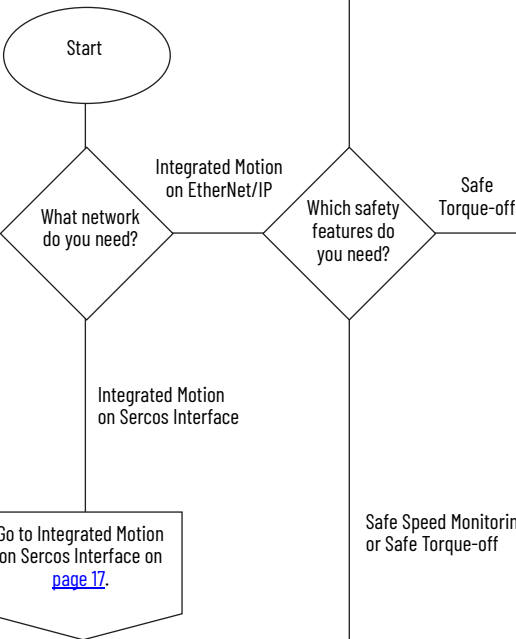 Start
What network
do you need?
Integrated Motion
on EtherNet/IP
Which safety
features do
you need?
Safe
Torque-off
Integrated Motion
on Sercos Interface
Go to Integrated Motion
on Sercos Interface on
page 17.
Safe Speed Monitorin
or Safe Torque-off